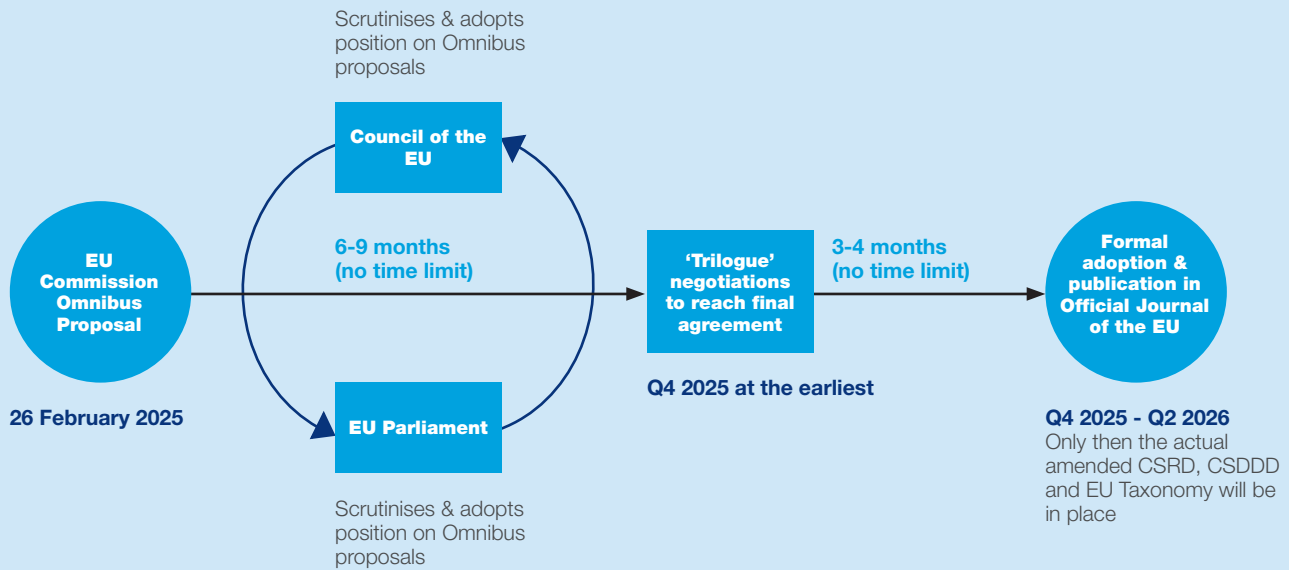 Scrutinises & adopts
position on Omnibus
proposals
Council of the
EU
EU
Commission
Omnibus
Proposal
26 February 2025
6-9 months
(no time limit)
EU Parliament
Scrutinises & adopts
position on Omnibus
proposals
‘Trilogue’
negotiations
to reach final
agreement
Q4 2025 at the earliest
3-4 months
(no time limit)
Formal
adoption &
publication in
Official Journal
of the EU
Q4 2025 - Q2 2026
Only then the actual
amended CSRD, CSDDD
and EU Taxonomy will be
in place